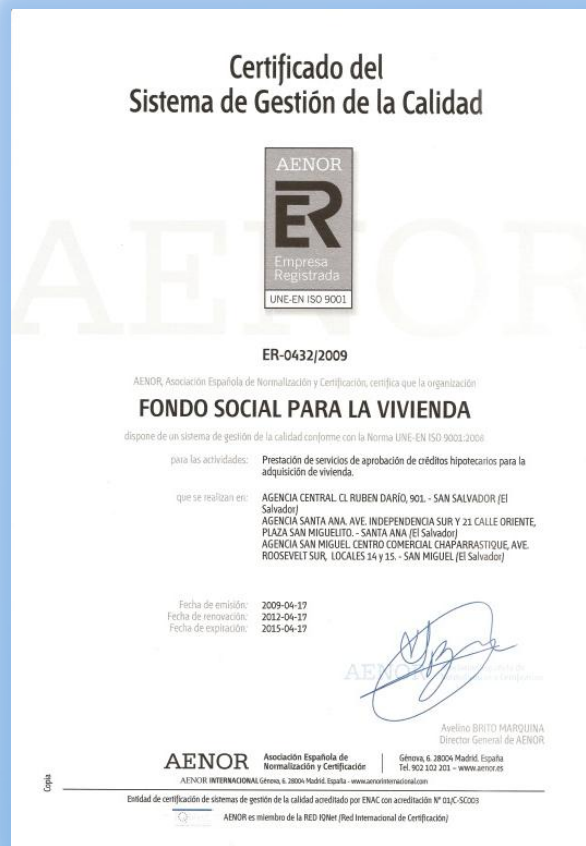 Certificado del
Sistema de Gestión de la Calidad
AENOR
ER
Empresa
Registrada
UNE-EN ISO 9001
AENOR
ER-0432/2009
AENOR, Asociación Española de Normalización y Certificación, certifica que la organización
FONDO SOCIAL PARA LA VIVIENDA
dispone de un sistema de gestión de la calidad conforme con la Norma UNE-EN ISO 9001:2008
para las actividades: Prestación de servicios de aprobación de créditos hipotecarios para la
adquisición de vivienda.
que se realizan en: AGENCIA CENTRAL. CL RUBEN DARÍO, 901. - SAN SALVADOR (El
Salvador)
AGENCIA SANTA ANA. AVE. INDEPENDENCIA SUR Y 21 CALLE ORIENTE,
PLAZA SAN MIGUELITO. - SANTA ANA (El Salvador)
AGENCIA SAN MIGUEL. CENTRO COMERCIAL CHAPARRASTIQUE, AVE.
ROOSEVELT SUR, LOCALES 14 y 15. - SAN MIGUEL (El Salvador)
Fecha de emisión: 2009-04-17
Fecha de renovación: 2012-04-17
Fecha de expiración: 2015-04-17
AENOR Asociación Española de
Normalización y Certificación
Avelino BRITO MARQUINA
Director General de AENOR
AENOR Asociación Española de
Normalización y Certificación
Génova, 6. 28004 Madrid. España
Tel. 902 102 201 – www.aenor.es
AENOR INTERNACIONAL Génova, 6. 28004 Madrid. España - www.aenorinternacional.com
Copia
Entidad de certificación de sistemas de gestión de la calidad acreditado por ENAC con acreditación Nº 01/C-SC003
AENOR es miembro de la RED IQNet (Red Internacional de Certificación)